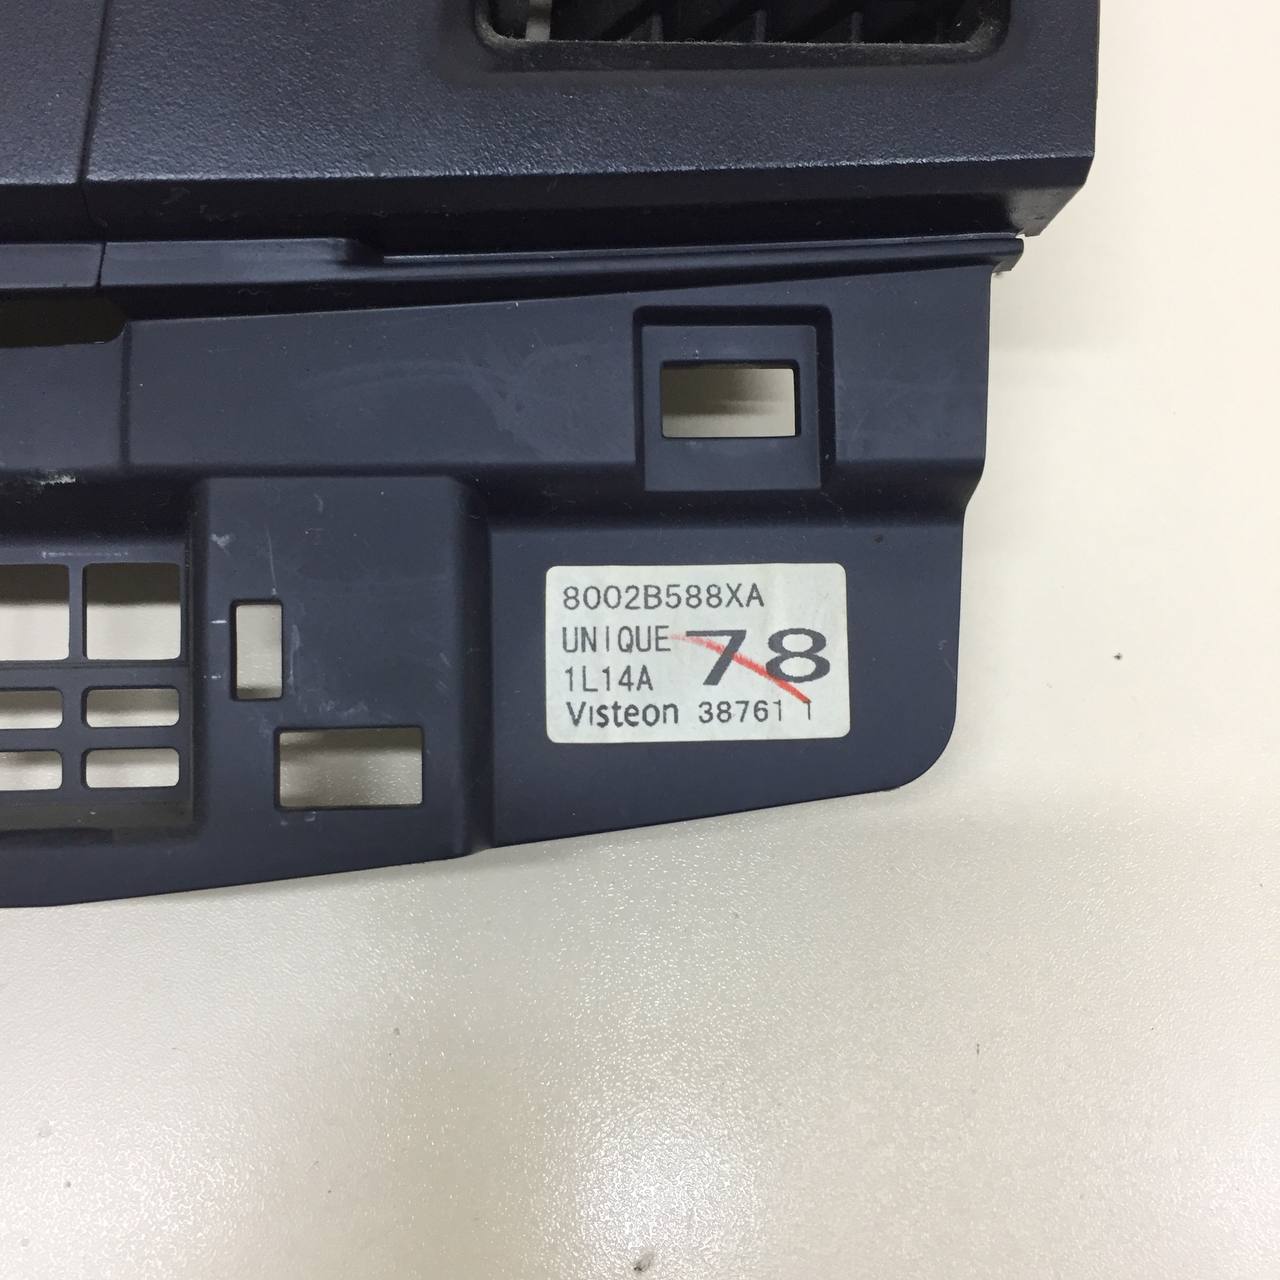 8002B588XA
UNIQUE 78
1L14A
Visteon 38761 1